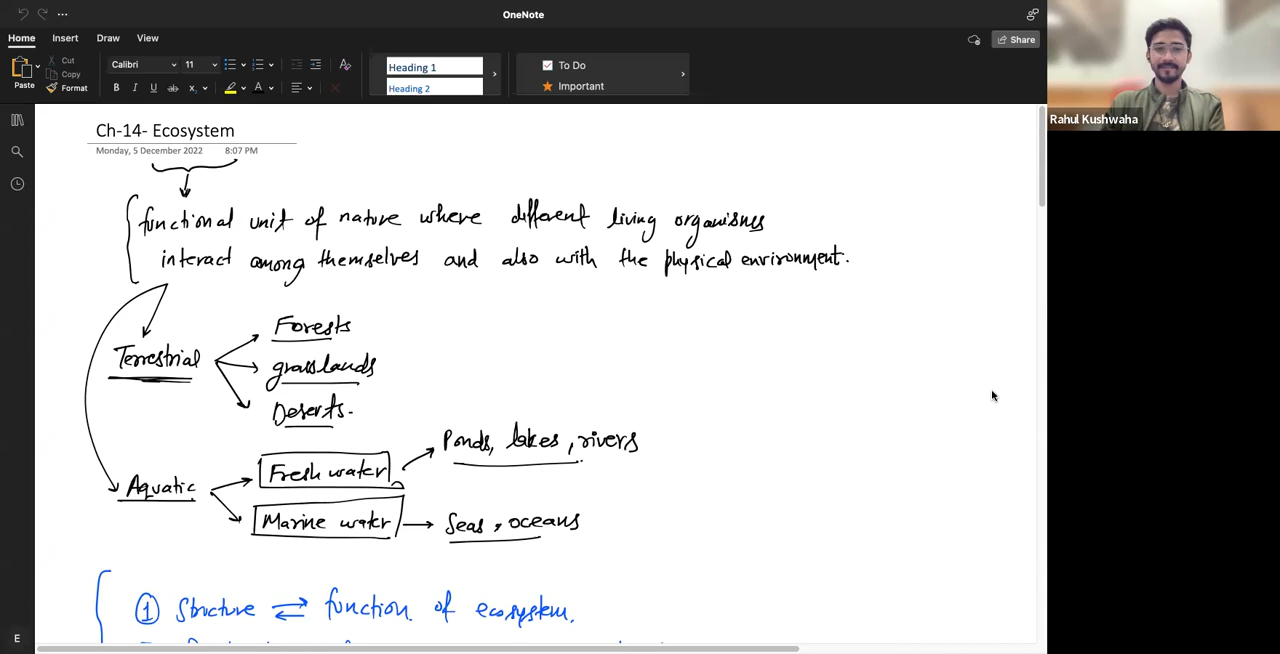 OneNote
Home Insert Draw View
Share
Paste
Cut
Copy
Format
Calibri 11
B I U ab x A
Heading 1
Heading 2
To Do
Important
Rahul Kushwaha
Ch-14- Ecosystem
Monday, 5 December 2022 8:07 PM
functional unit of nature where different living organisms
interact among themselves and also with the physical environment.
Forests
Terrestrial
grasslands
Deserts.
Ponds, lakes, rivers
Fresh water
Aquatic
Marine water
Seas, oceans
① Structure ⇌ function of ecosystem.
E